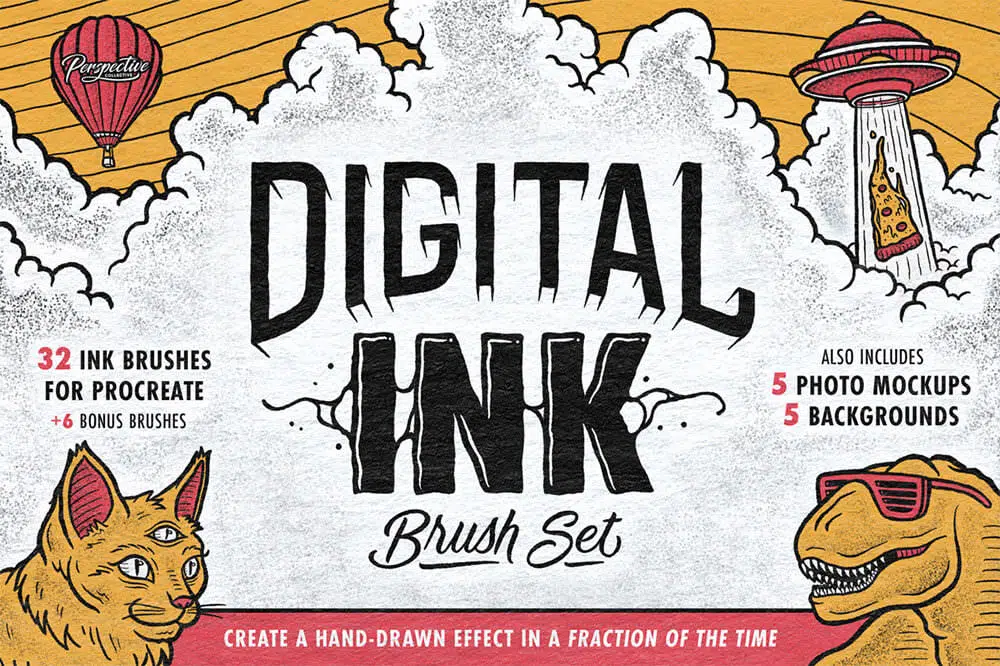 Perspective
COLLECTIVE
DIGITAL
INK
Brush Set
32 INK BRUSHES
FOR PROCREATE
+6 BONUS BRUSHES
ALSO INCLUDES
5 PHOTO MOCKUPS
5 BACKGROUNDS
CREATE A HAND-DRAWN EFFECT IN A FRACTION OF THE TIME